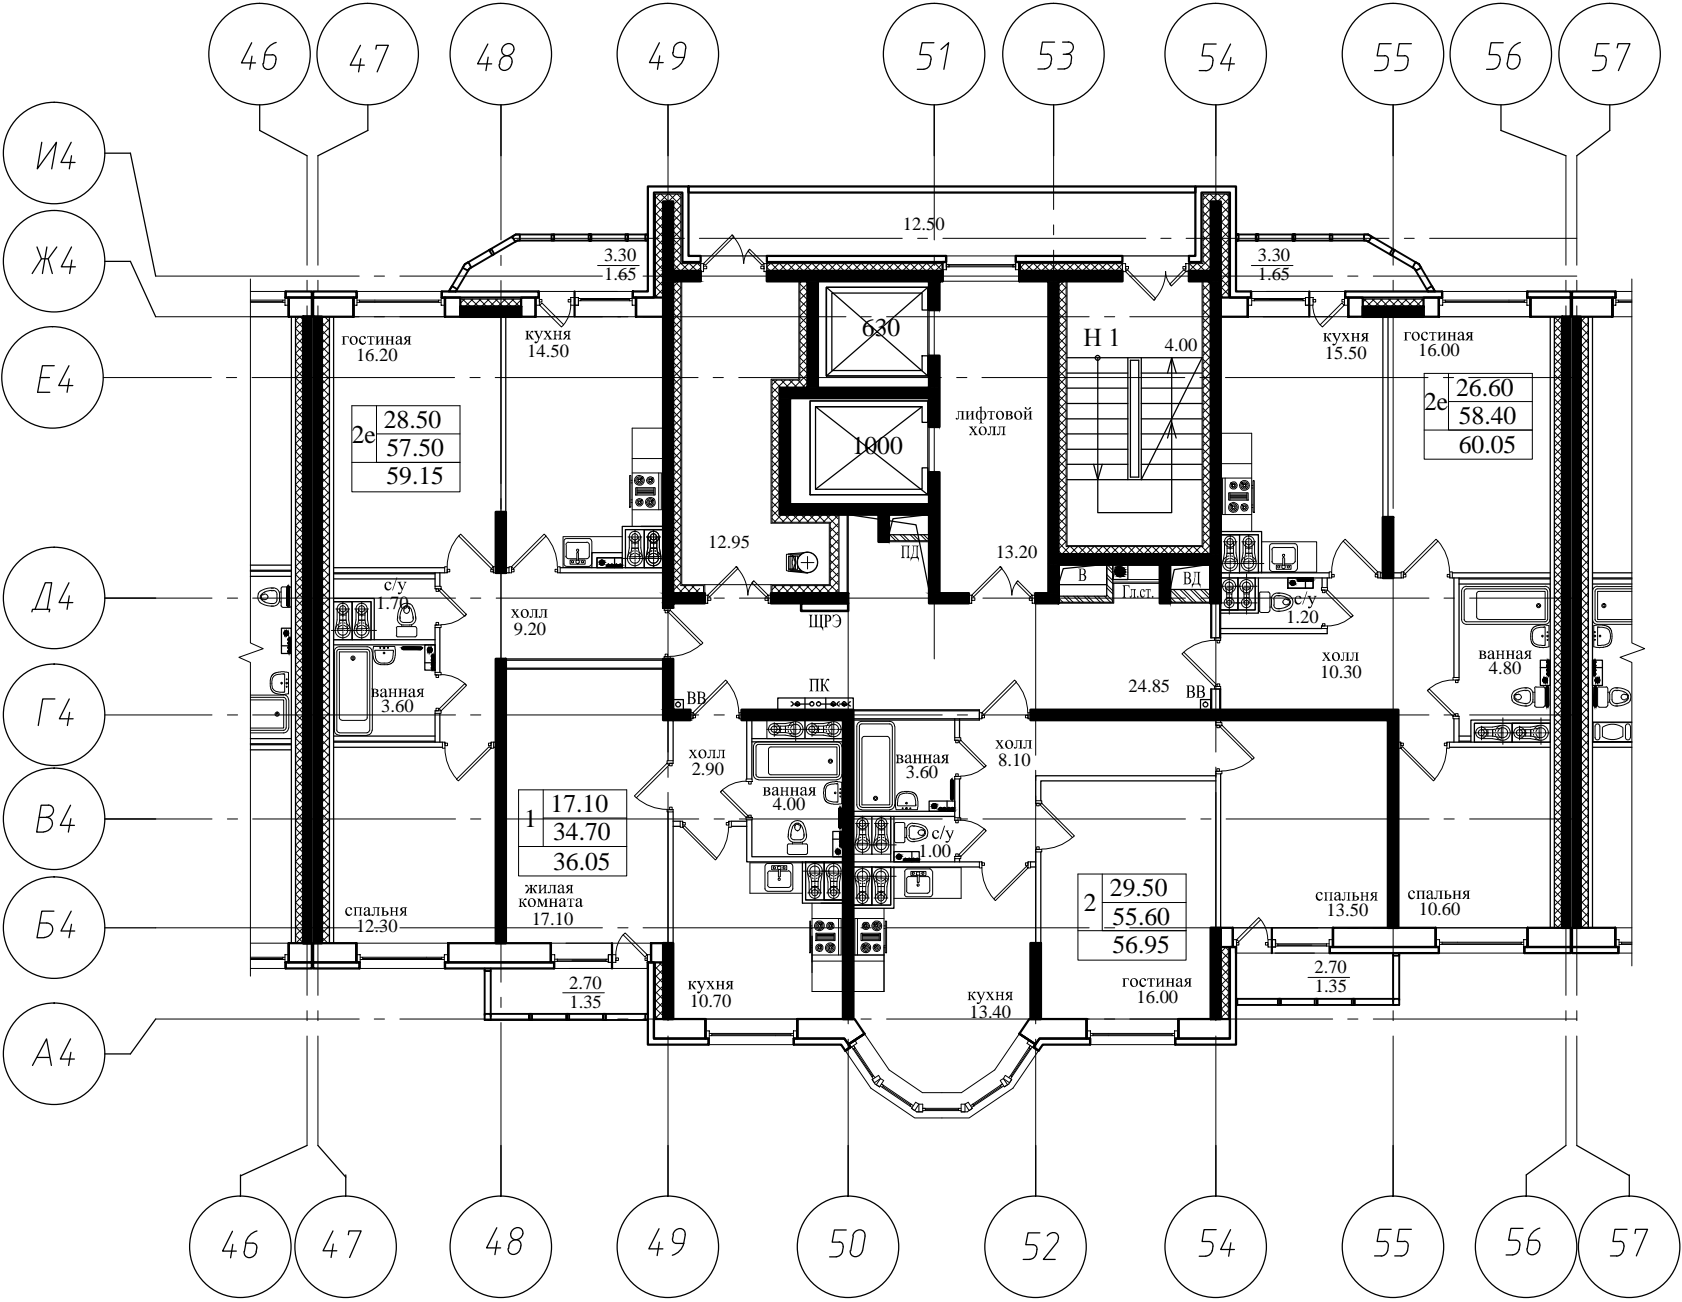 46
47
48
49
51
53
54
55
56
57
И4
Ж4
Е4
Д4
Г4
В4
Б4
А4
12.50
3.30
1.65
3.30
1.65
гостиная
16.20
кухня
14.50
630
Н 1
4.00
кухня
15.50
гостиная
16.00
2е
28.50
57.50
59.15
1000
лифтовой
холл
2е
26.60
58.40
60.05
12.95
ПД
13.20
В
Гл.ст.
ВД
с/у
1.70
холл
9.20
ЩРЭ
с/у
1.20
ванная
3.60
ВВ
ПК
24.85
ВВ
холл
10.30
ванная
4.80
холл
2.90
ванная
4.00
ванная
3.60
холл
8.10
1
17.10
34.70
36.05
с/у
1.00
спальня
12.30
жилая
комната
17.10
2
29.50
55.60
56.95
спальня
13.50
спальня
10.60
2.70
1.35
кухня
10.70
кухня
13.40
гостиная
16.00
2.70
1.35
46
47
48
49
50
52
54
55
56
57